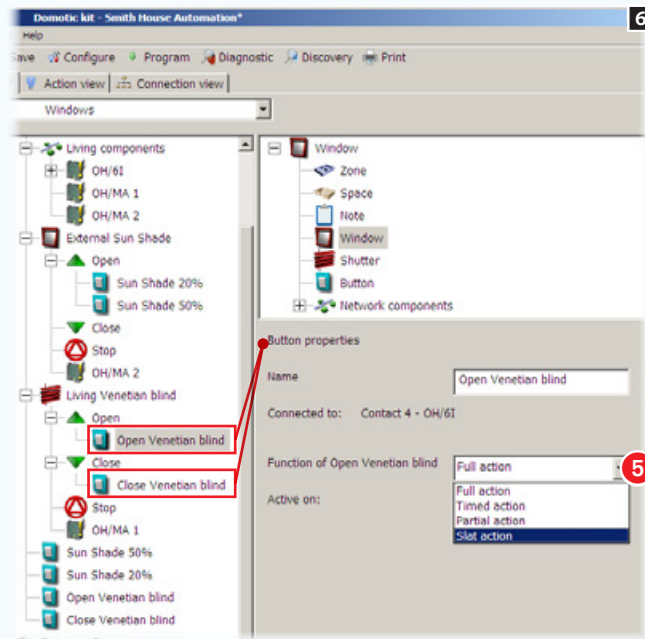 Domotic kit - Smith House Automation*
6
Help
ave Configure Program Diagnostic Discovery Print
Action view Connection view
Windows
Living components
OH/6I
OH/MA 1
OH/MA 2
External Sun Shade
Open
Sun Shade 20%
Sun Shade 50%
Close
Stop
OH/MA 2
Living Venetian blind
Open
Open Venetian blind
Close
Close Venetian blind
Stop
OH/MA 1
Sun Shade 50%
Sun Shade 20%
Open Venetian blind
Close Venetian blind
Window
Zone
Space
Note
Window
Shutter
Button
Network components
Button properties
Name Open Venetian blind
Connected to: Contact 4 - OH/6I
Function of Open Venetian blind Full action 5
Active on:
Full action
Timed action
Partial action
Slat action